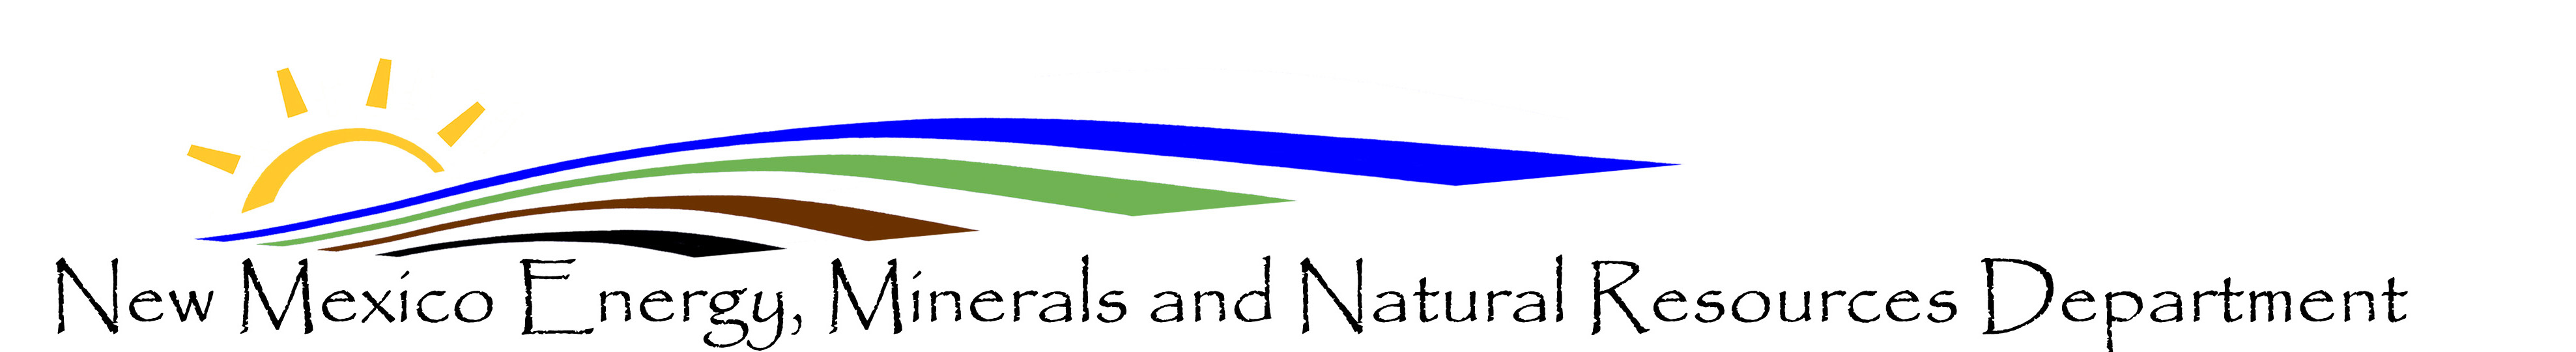 New Mexico Energy, Minerals and Natural Resources Department